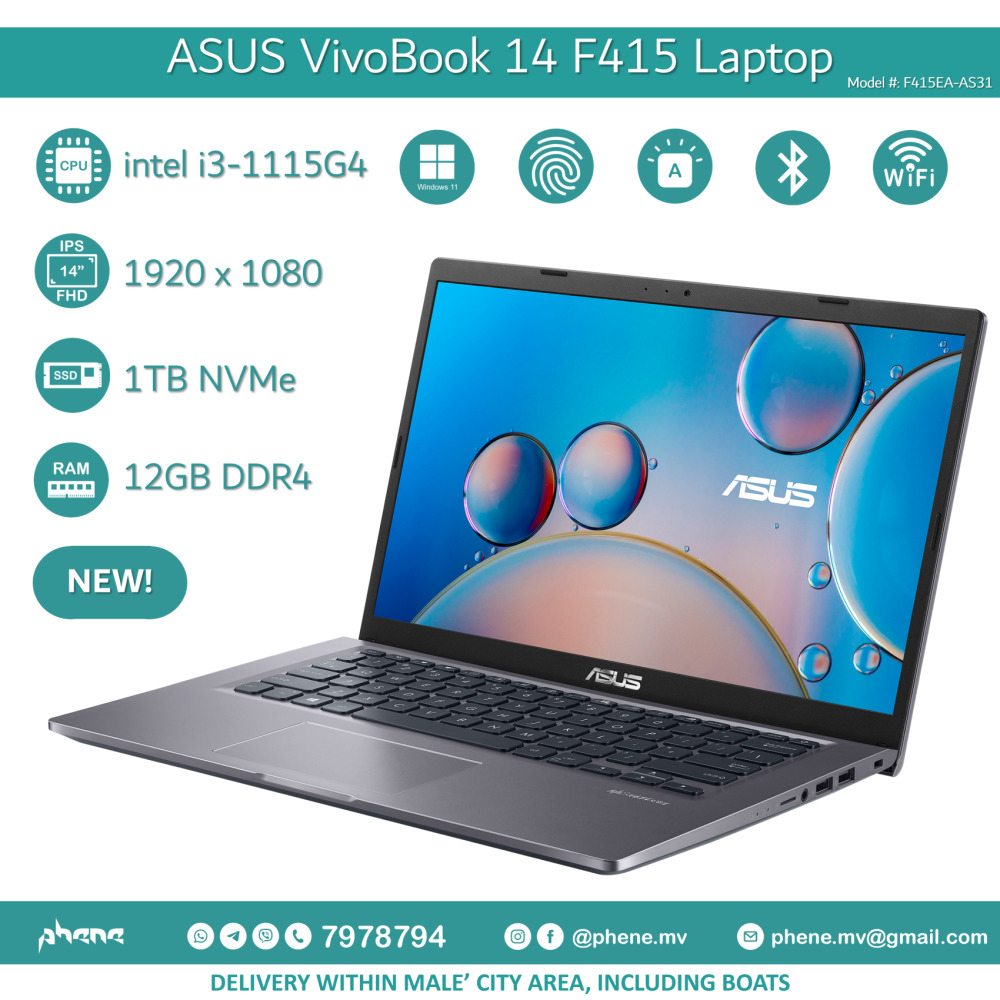 ASUS VivoBook 14 F415 Laptop
Model #: F415EA-AS31
CPU
intel i3-1115G4
Windows 11
A
WiFi
IPS
14”
FHD
1920 x 1080
SSD
1TB NVMe
RAM
12GB DDR4
NEW!
ASUS
ASUS
phene
7978794
@phene.mv
phene.mv@gmail.com
DELIVERY WITHIN MALE’ CITY AREA, INCLUDING BOATS